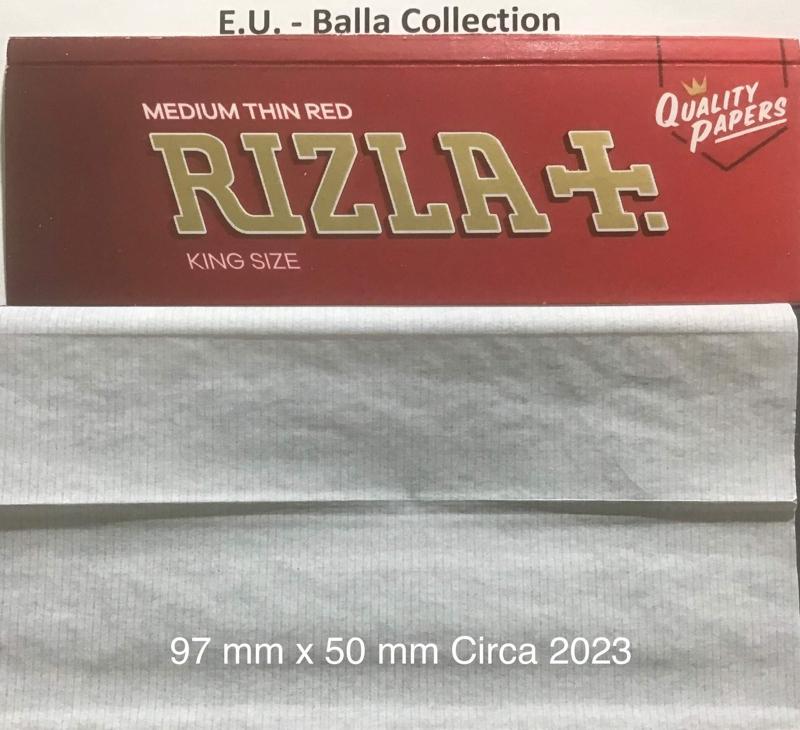 E.U. - Balla Collection
QUALITY
PAPERS
MEDIUM THIN RED
RIZLA+.
KING SIZE
97 mm x 50 mm Circa 2023